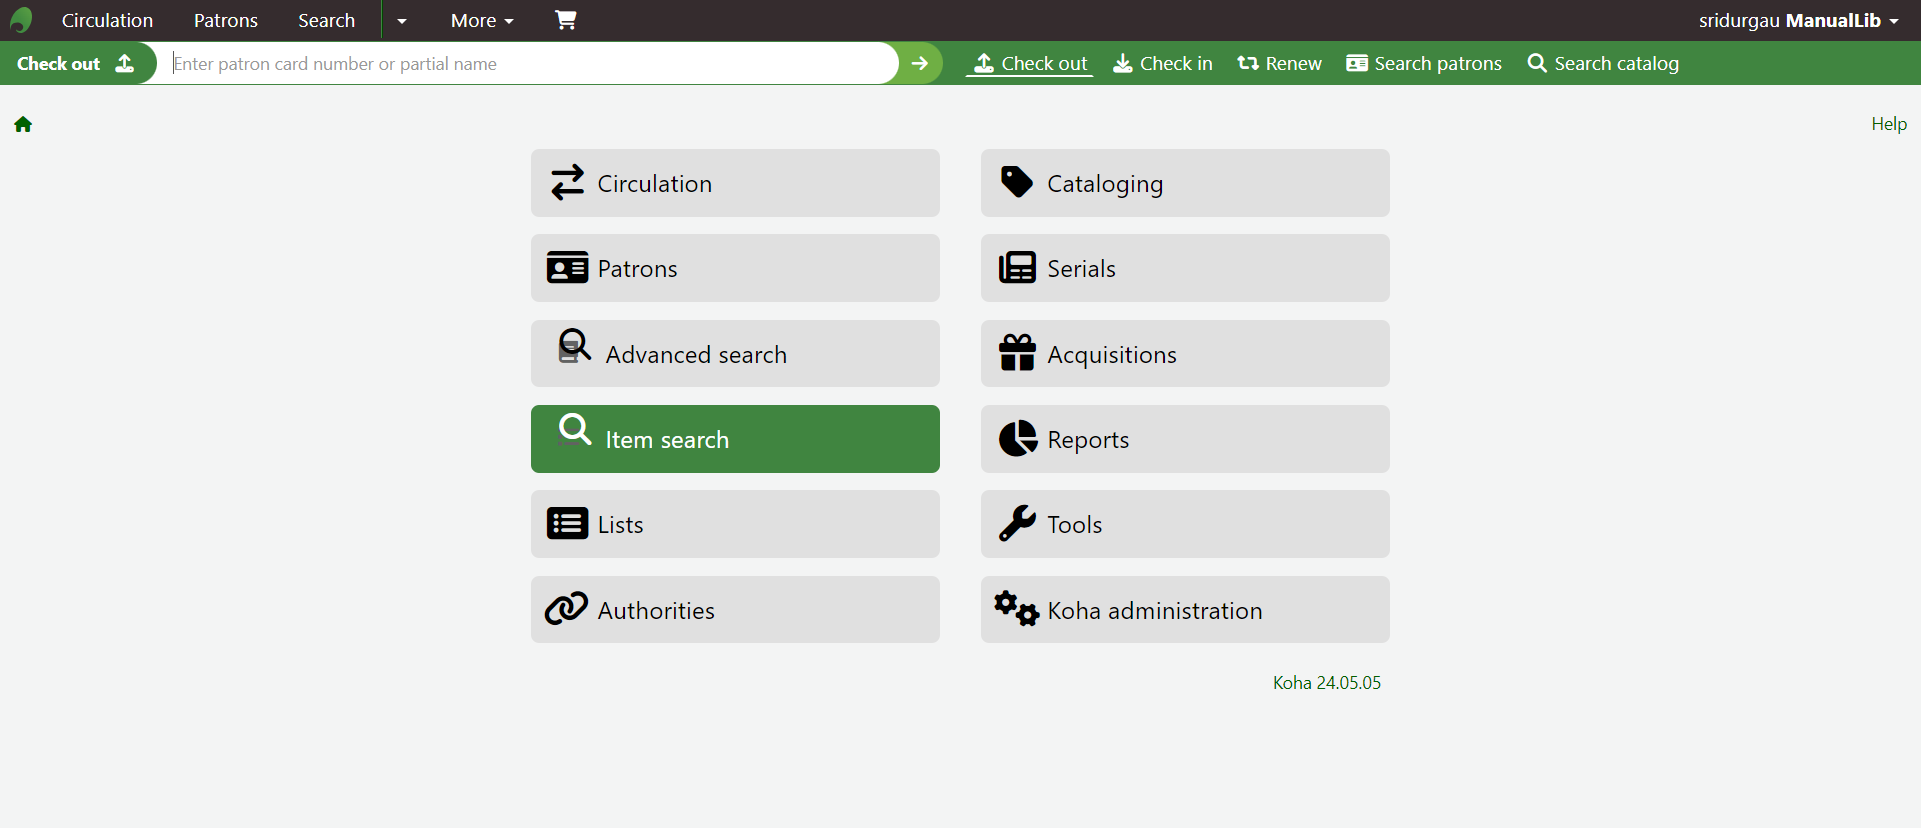 Circulation Patrons Search More sridurgau ManualLib
Check out Enter patron card number or partial name Check out Check in Renew Search patrons Search catalog
Help
Circulation Cataloging
Patrons Serials
Advanced search Acquisitions
Item search Reports
Lists Tools
Authorities Koha administration
Koha 24.05.05